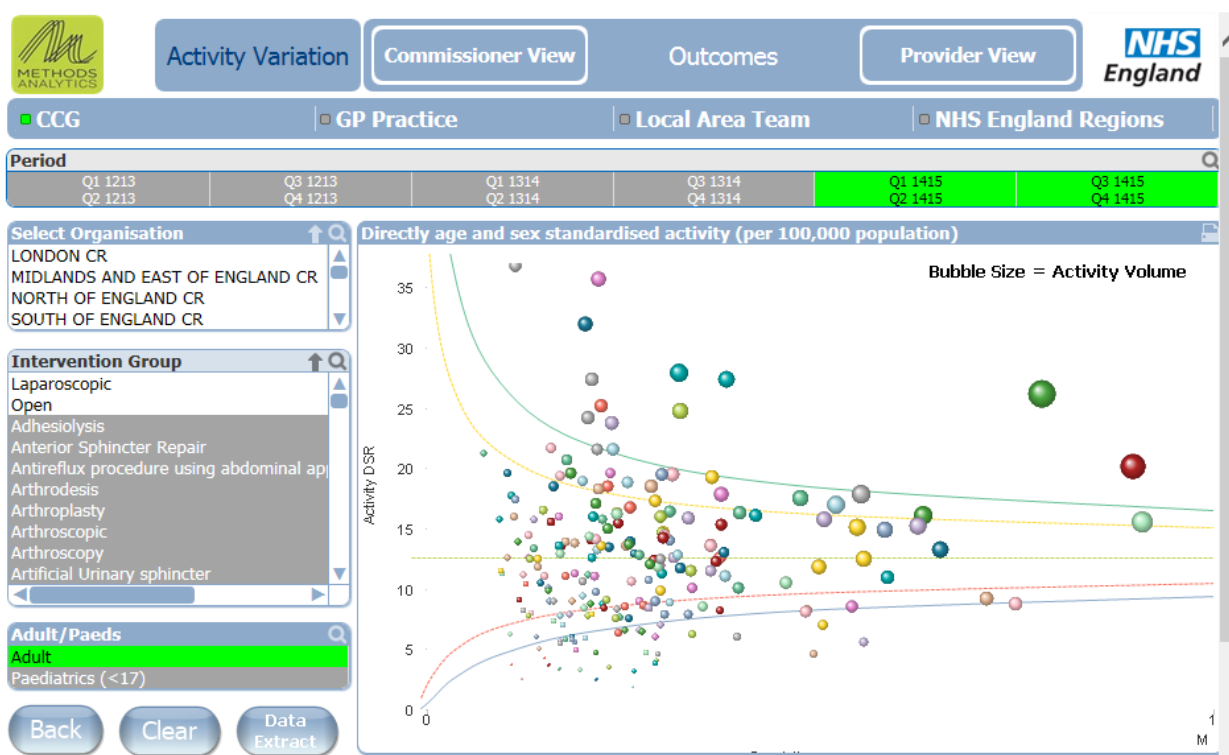 METHODS
ANALYTICS
Activity Variation
Commissioner View
Outcomes
Provider View
NHS
England
CCG
GP Practice
Local Area Team
NHS England Regions
Period
Q1 1213 Q3 1213 Q1 1314 Q3 1314 Q1 1415 Q3 1415
Q2 1213 Q4 1213 Q2 1314 Q4 1314 Q2 1415 Q4 1415
Select Organisation
LONDON CR
MIDLANDS AND EAST OF ENGLAND CR
NORTH OF ENGLAND CR
SOUTH OF ENGLAND CR
Intervention Group
Laparoscopic
Open
Adhesiolysis
Anterior Sphincter Repair
Antireflux procedure using abdominal
Arthrodesis
Arthroplasty
Arthroscopic
Arthroscopy
Artificial Urinary sphincter
Adult/Paeds
Adult
Paediatrics (<17)
Back
Clear
Data
Extract
Directly age and sex standardised activity (per 100,000 population)
Bubble Size = Activity Volume
Activity DSR
35
30
25
20
15
10
5
0
0
1
M